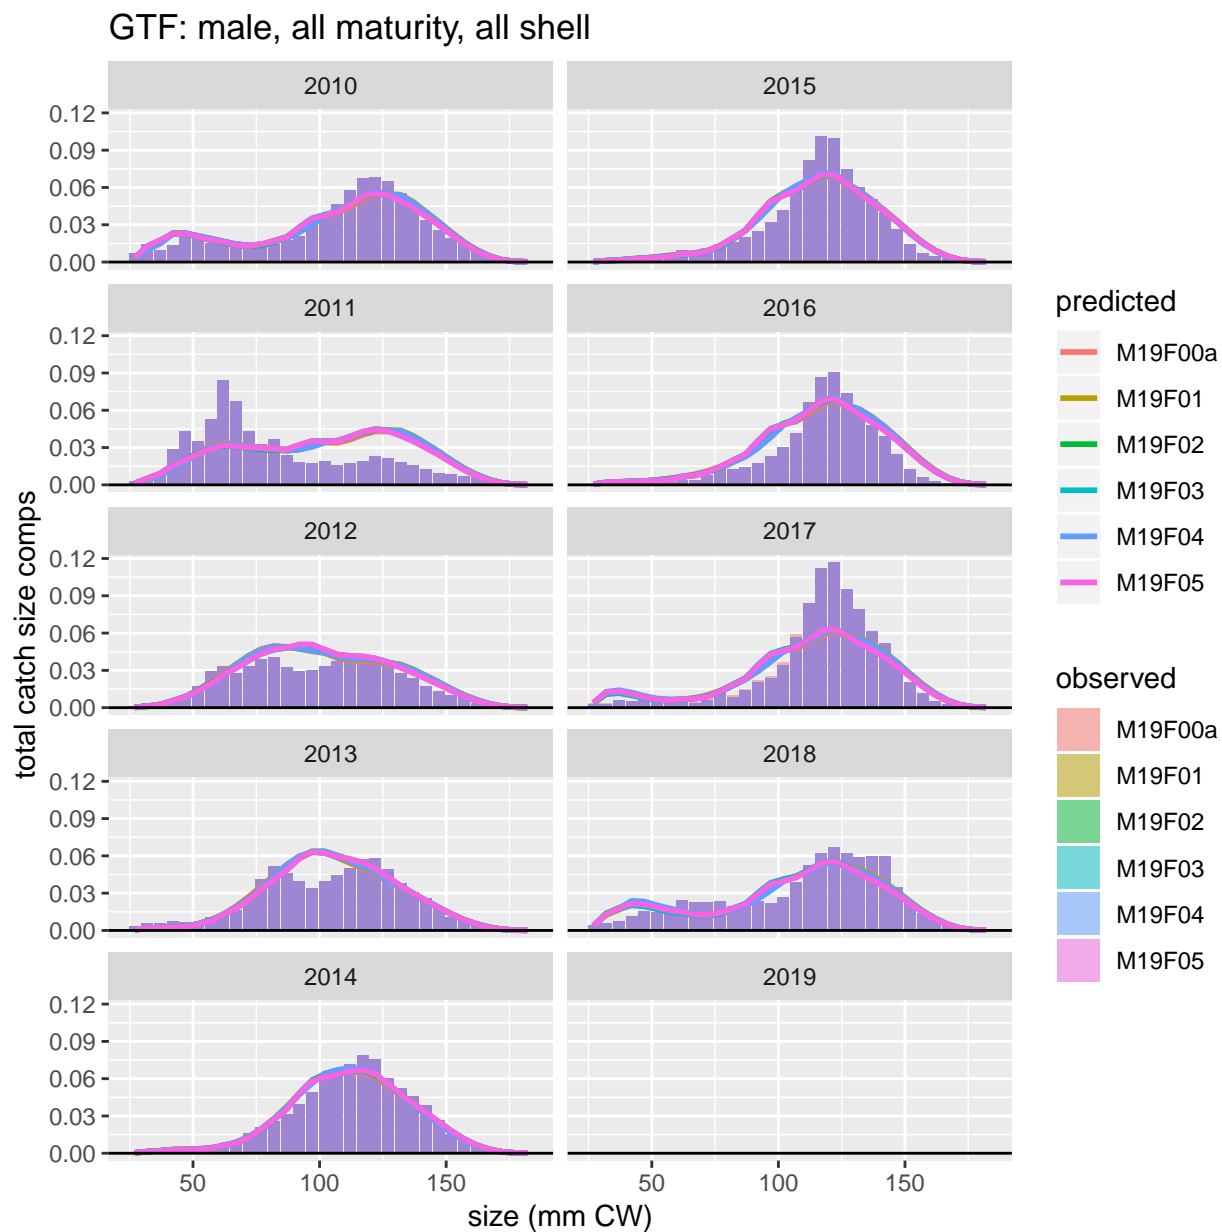 GTF: male, all maturity, all shell
2010
2015
0.12
0.09
0.06
0.03
0.00
2011
2016
0.12
0.09
0.06
0.03
0.00
2012
2017
0.12
0.09
0.06
0.03
0.00
2013
2018
0.12
0.09
0.06
0.03
0.00
2014
2019
0.12
0.09
0.06
0.03
0.00
50
100
150
50
100
150
size (mm CW)
total catch size comps
predicted
M19F00a
M19F01
M19F02
M19F03
M19F04
M19F05
observed
M19F00a
M19F01
M19F02
M19F03
M19F04
M19F05